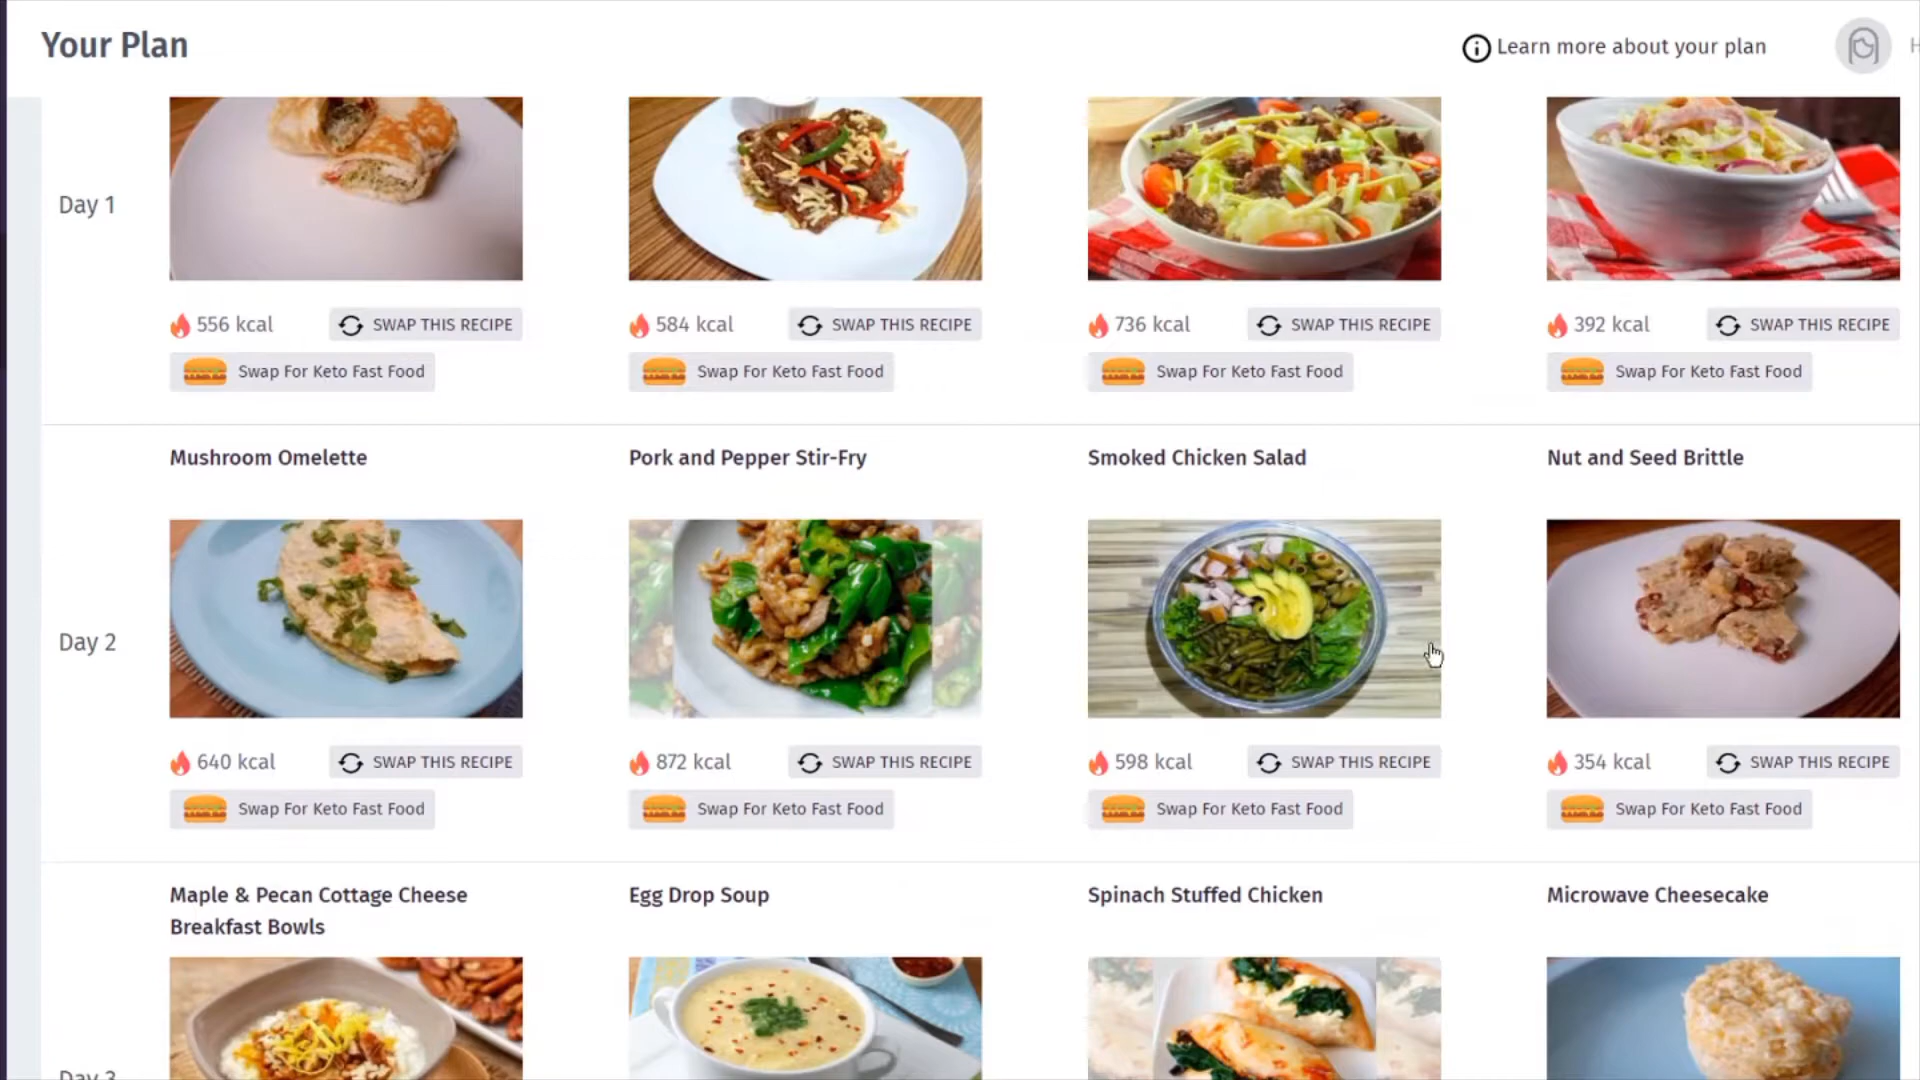 Your Plan
Learn more about your plan
H
Day 1
556 kcal
SWAP THIS RECIPE
584 kcal
SWAP THIS RECIPE
736 kcal
SWAP THIS RECIPE
392 kcal
SWAP THIS RECIPE
Swap For Keto Fast Food
Swap For Keto Fast Food
Swap For Keto Fast Food
Swap For Keto Fast Food
Mushroom Omelette
Pork and Pepper Stir-Fry
Smoked Chicken Salad
Nut and Seed Brittle
Day 2
640 kcal
SWAP THIS RECIPE
872 kcal
SWAP THIS RECIPE
598 kcal
SWAP THIS RECIPE
354 kcal
SWAP THIS RECIPE
Swap For Keto Fast Food
Swap For Keto Fast Food
Swap For Keto Fast Food
Swap For Keto Fast Food
Maple & Pecan Cottage Cheese
Breakfast Bowls
Egg Drop Soup
Spinach Stuffed Chicken
Microwave Cheesecake
Day 3